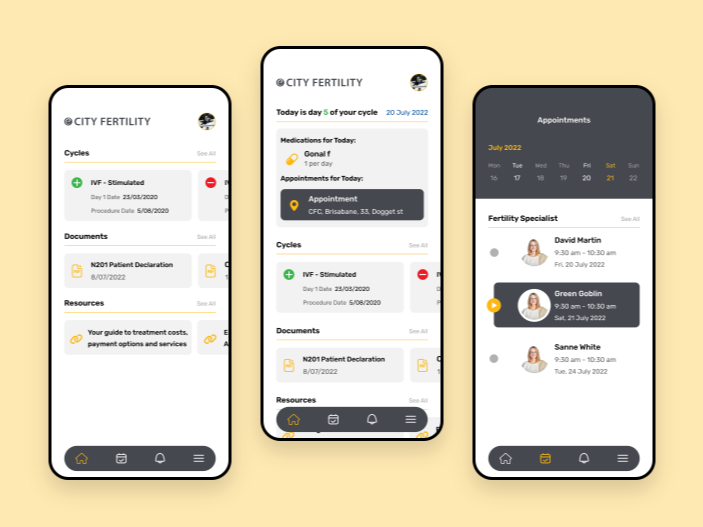 CITY FERTILITY
Cycles
See All
IVF - Stimulated
Day 1 Date 23/03/2020
Procedure Date 5/08/2020
Documents
See All
N201 Patient Declaration
8/07/2022
Resources
See All
Your guide to treatment costs,
payment options and services
CITY FERTILITY
Today is day 5 of your cycle
20 July 2022
Medications for Today:
Gonal f
1 per day
Appointments for Today:
Appointment
CFC, Brisabane, 33, Dogget st
Cycles
See All
IVF - Stimulated
Day 1 Date 23/03/2020
Procedure Date 5/08/2020
Documents
See All
N201 Patient Declaration
8/07/2022
Resources
See All
Appointments
July 2022
Mon Tue Wed Thu Fri Sat Sun
16 17 18 19 20 21 22
Fertility Specialist
See All
David Martin
9:30 am - 10:30 am
Fri, 20 July 2022
Green Goblin
9:30 am - 10:30 am
Sat, 21 July 2022
Sanne White
9:30 am - 10:30 am
Tue, 24 July 2022